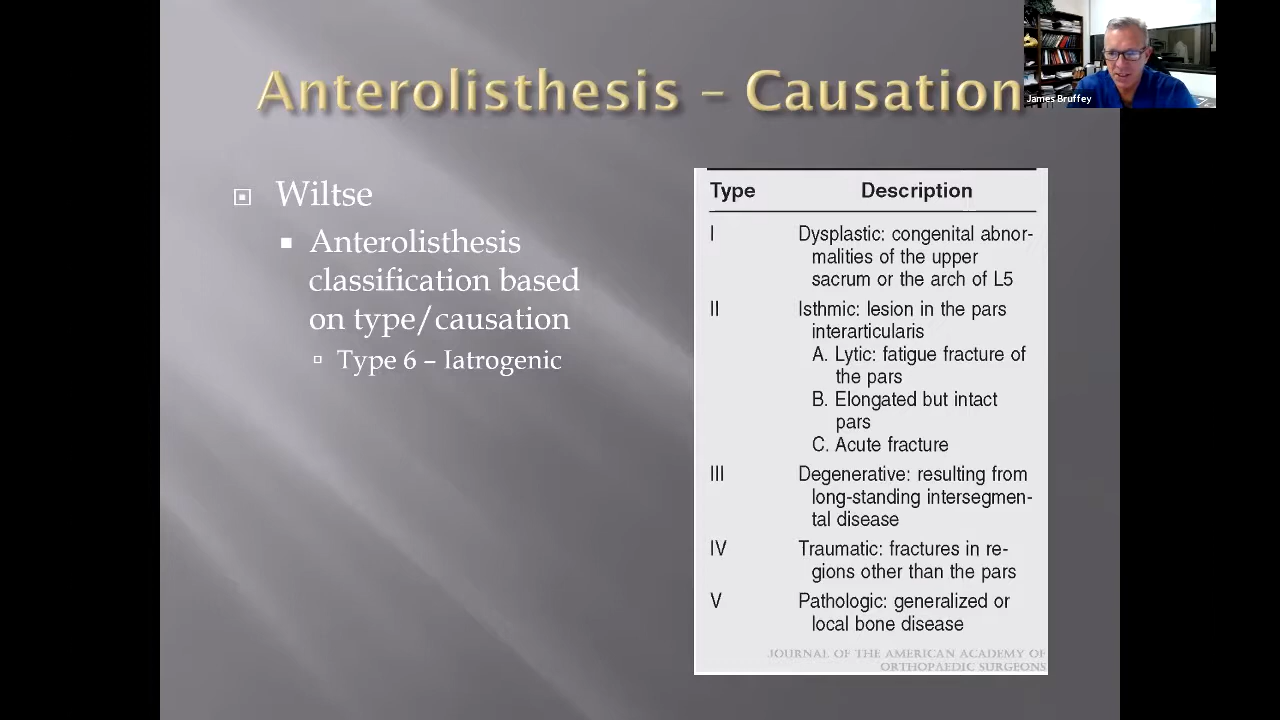 Anterolisthesis – Causation
James Bruffey
Wiltse
Anterolisthesis
classification based
on type/causation
Type 6 – Iatrogenic
Type Description
I Dysplastic: congenital abnor-
malities of the upper
sacrum or the arch of L5
II Isthmic: lesion in the pars
interarticularis
A. Lytic: fatigue fracture of
the pars
B. Elongated but intact
pars
C. Acute fracture
III Degenerative: resulting from
long-standing intersegmen-
tal disease
IV Traumatic: fractures in re-
gions other than the pars
V Pathologic: generalized or
local bone disease
JOURNAL OF THE AMERICAN ACADEMY OF
ORTHOPAEDIC SURGEONS